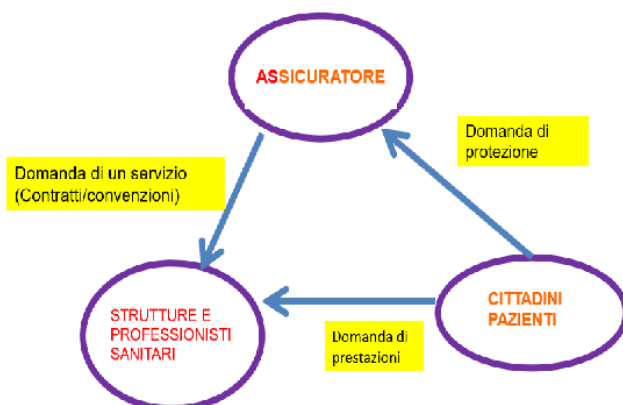 ASSICURATORE
Domanda di
protezione
Domanda di un servizio
(Contratti/convenzioni)
STRUTTURE E
PROFESSIONISTI
SANITARI
CITTADINI
PAZIENTI
Domanda di
prestazioni